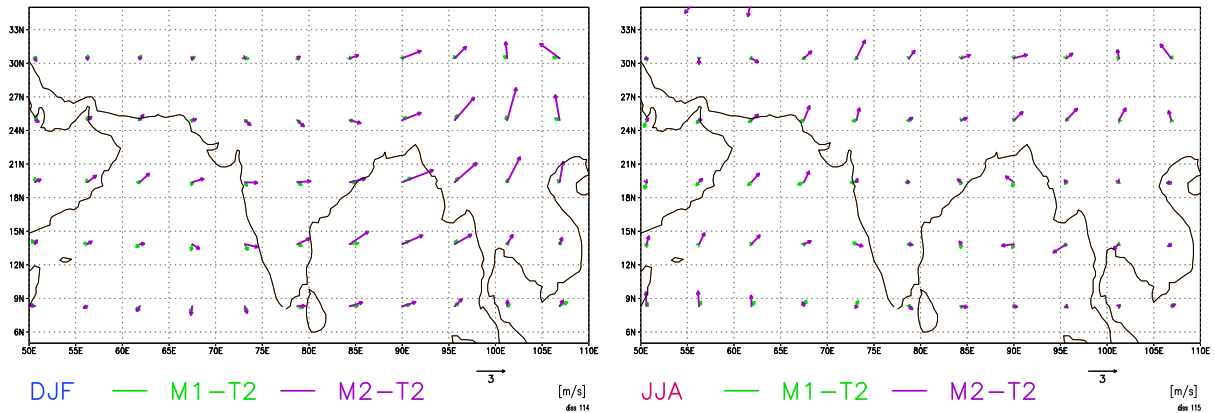 33N
30N
27N
24N
21N
18N
15N
12N
9N
6N
50E 55E 60E 65E 70E 75E 80E 85E 90E 95E 100E 105E 110E
3
DJF M1−T2 M2−T2 [m/s]
diss 114
33N
30N
27N
24N
21N
18N
15N
12N
9N
6N
50E 55E 60E 65E 70E 75E 80E 85E 90E 95E 100E 105E 110E
3
JJA M1−T2 M2−T2 [m/s]
diss 115